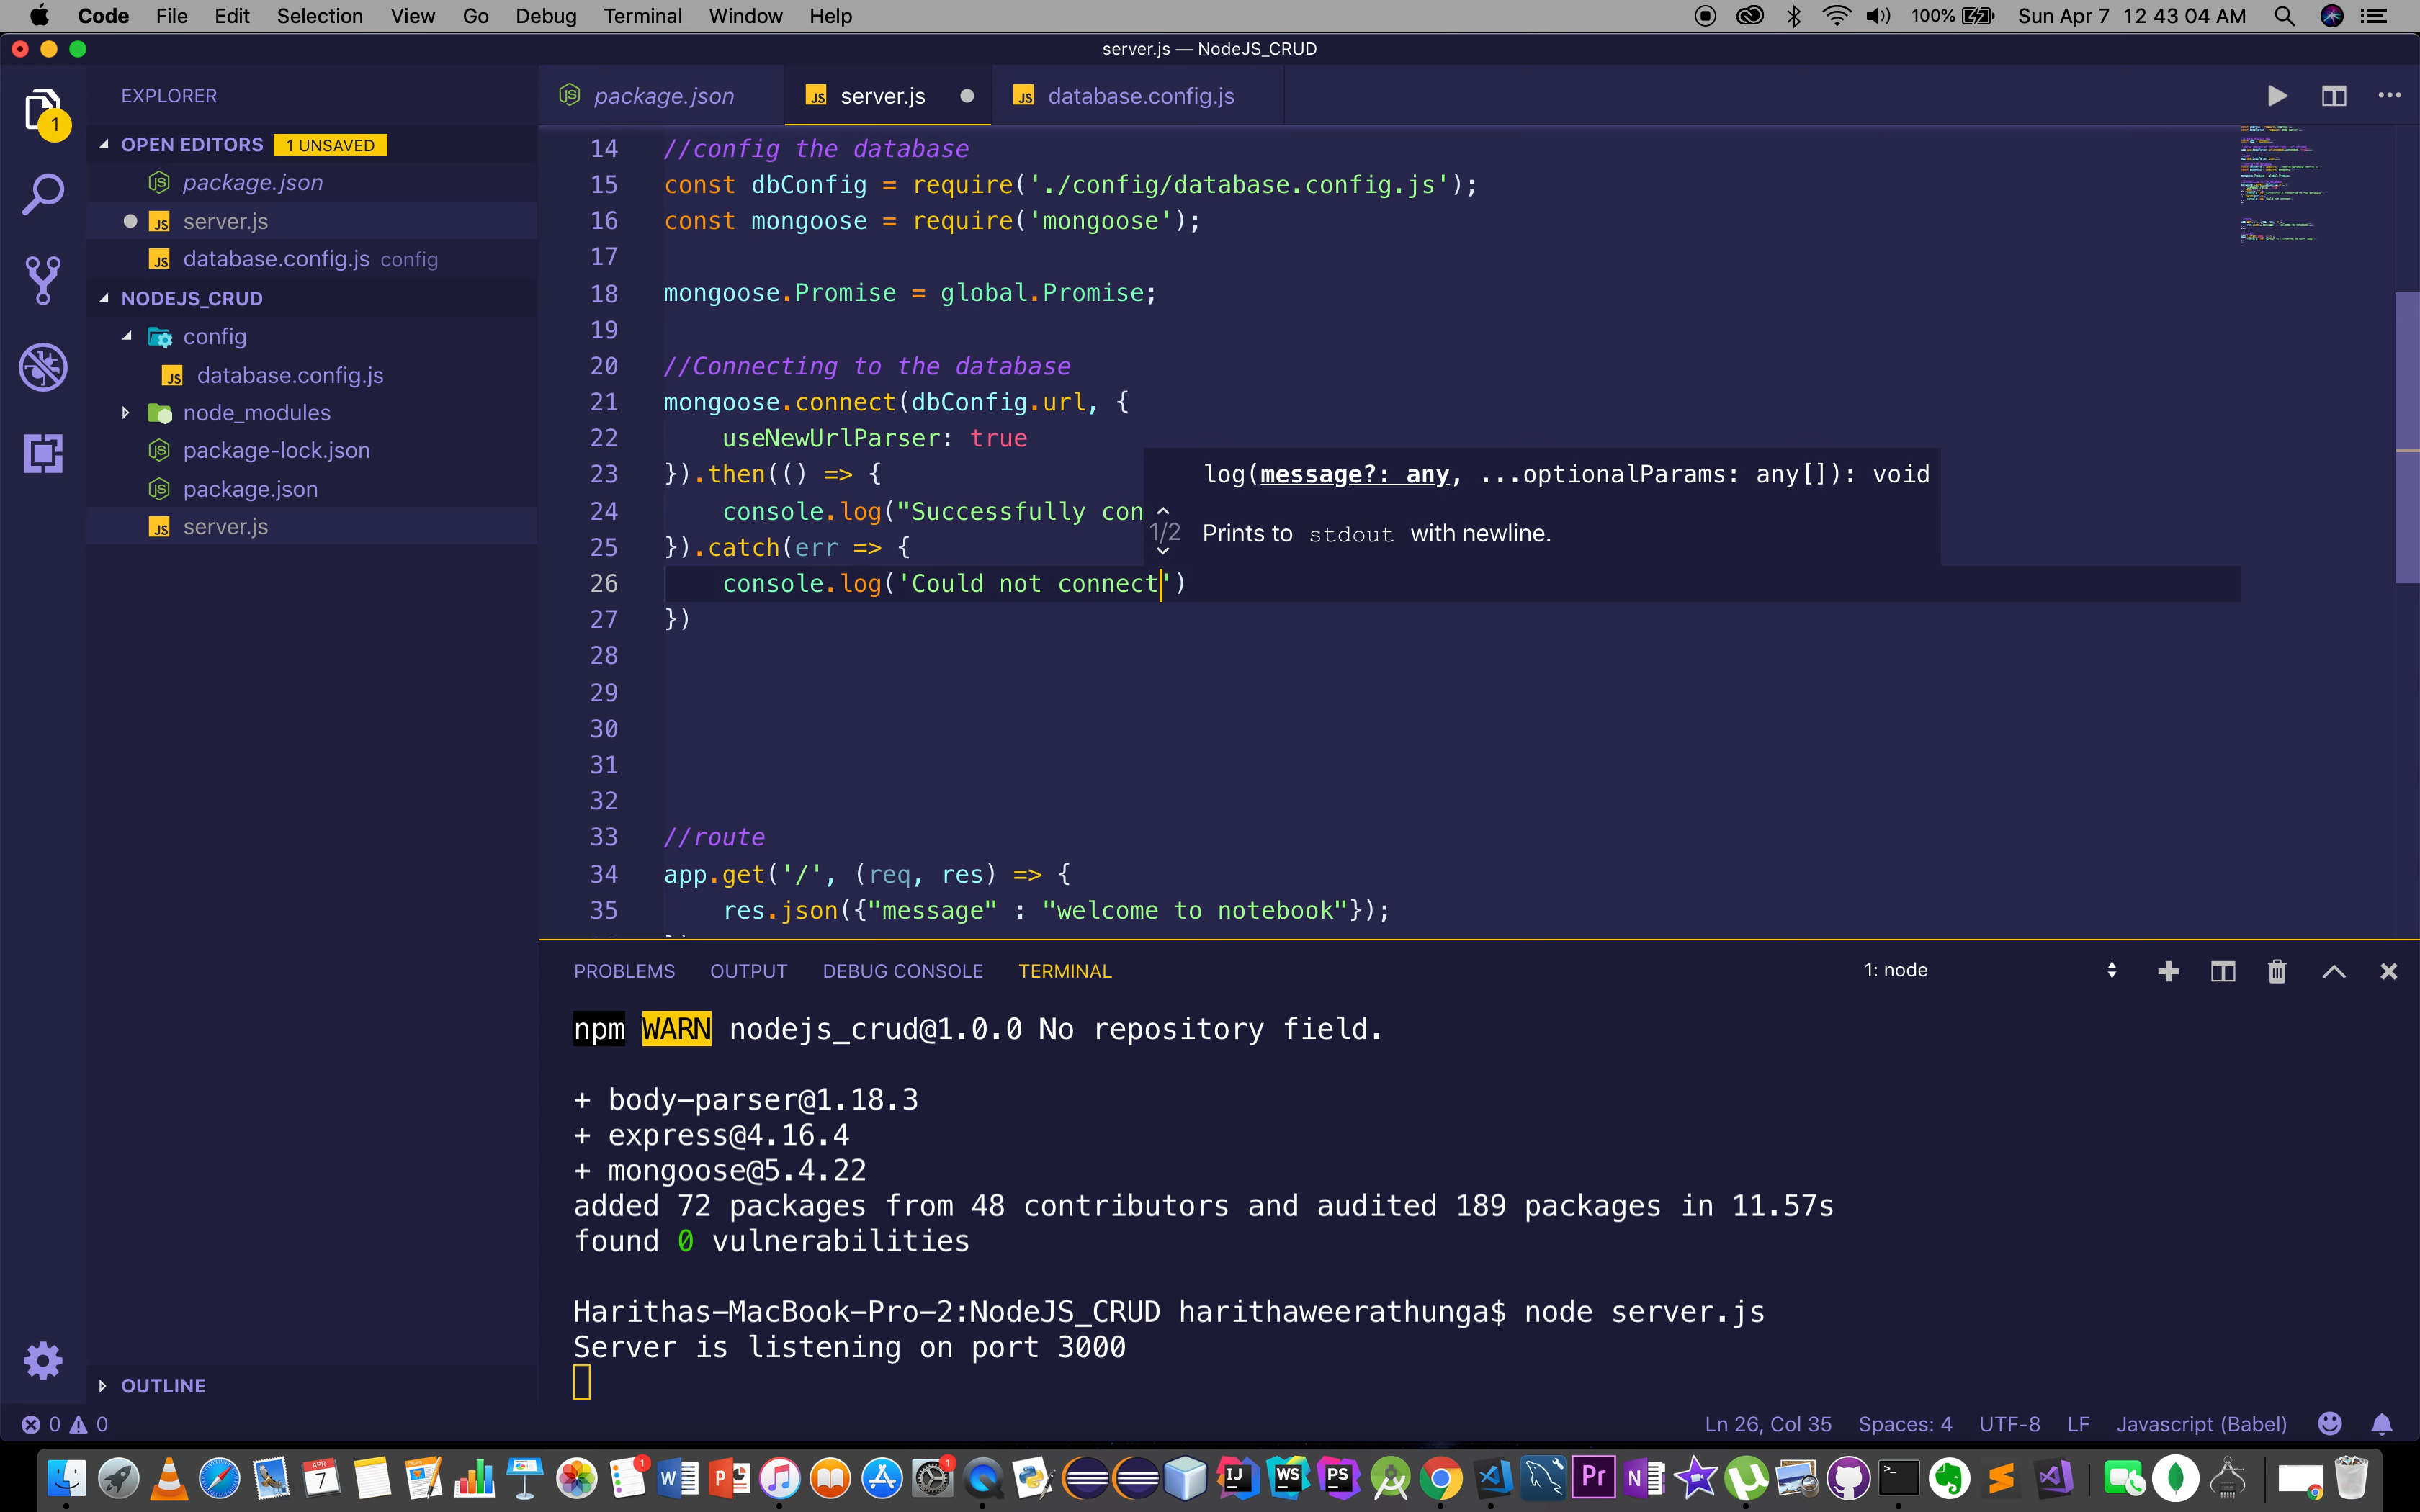 Code File Edit Selection View Go Debug Terminal Window Help 100% Sun Apr 7 12 43 04 AM
server.js — NodeJS_CRUD
EXPLORER
OPEN EDITORS 1 UNSAVED
package.json
server.js
database.config.js config
NODEJS_CRUD
config
database.config.js
node_modules
package-lock.json
package.json
server.js
OUTLINE
1
package.json server.js database.config.js
14 //config the database
15 const dbConfig = require('./config/database.config.js');
16 const mongoose = require('mongoose');
17
18 mongoose.Promise = global.Promise;
19
20 //Connecting to the database
21 mongoose.connect(dbConfig.url, {
22 useNewUrlParser: true
23 }).then(() => {
24 console.log("Successfully con
25 }).catch(err => {
26 console.log('Could not connect')
27 })
28
29
30
31
32
33 //route
34 app.get('/', (req, res) => {
35 res.json({"message" : "welcome to notebook"});
log(message?: any, ...optionalParams: any[]): void
1/2 Prints to stdout with newline.
PROBLEMS OUTPUT DEBUG CONSOLE TERMINAL 1: node
npm WARN nodejs_crud@1.0.0 No repository field.
+ body-parser@1.18.3
+ express@4.16.4
+ mongoose@5.4.22
added 72 packages from 48 contributors and audited 189 packages in 11.57s
found 0 vulnerabilities
Harithas-MacBook-Pro-2:NodeJS_CRUD harithaweerathunga$ node server.js
Server is listening on port 3000
0 0 Ln 26, Col 35 Spaces: 4 UTF-8 LF Javascript (Babel)
APR 7 1 W P 1 IJ WS PS Pr N